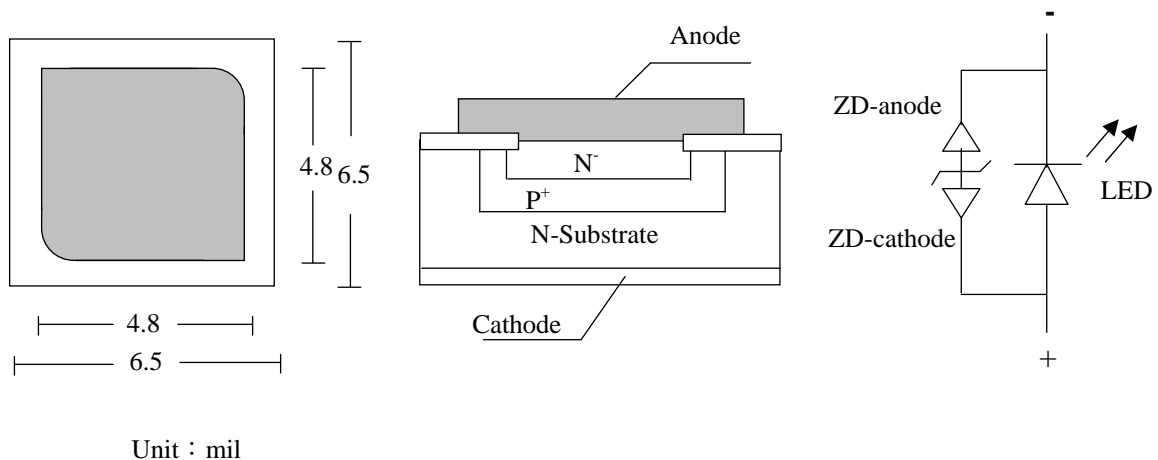 4.8
6.5
4.8
6.5
Unit：mil
Anode
N⁻
P⁺
N-Substrate
Cathode
-
ZD-anode
LED
ZD-cathode
+